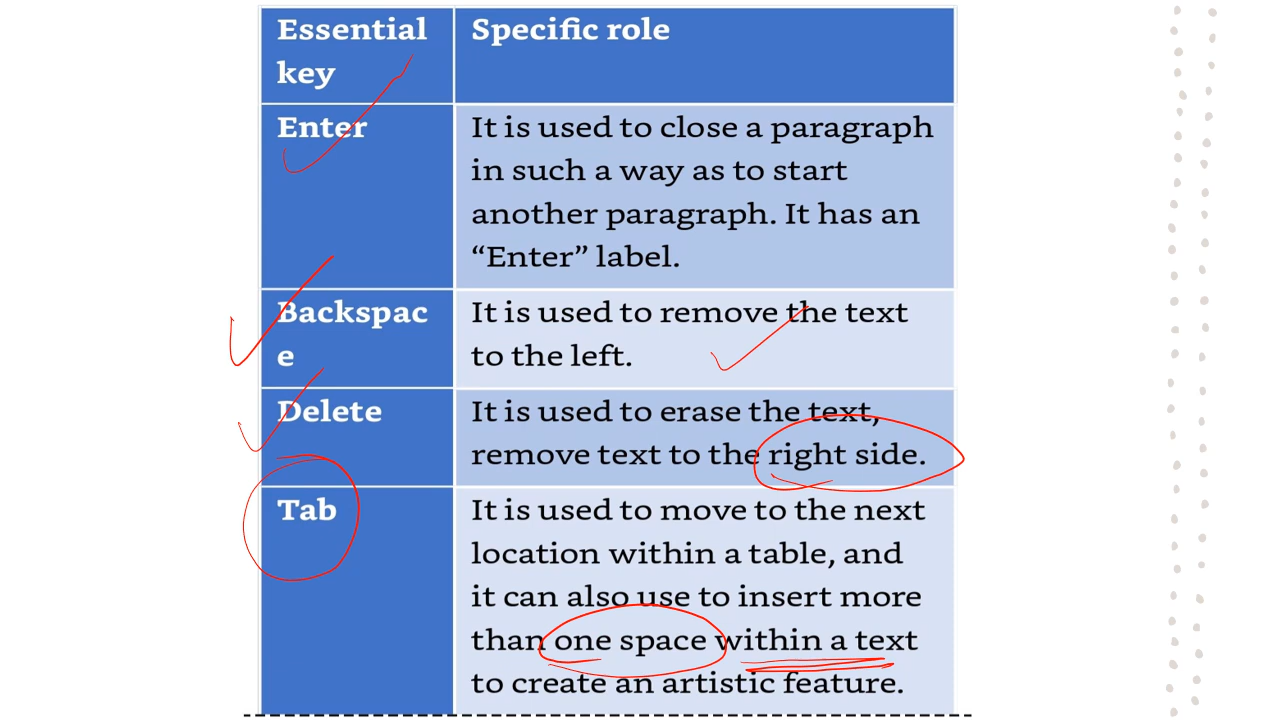 Essential
key
Specific role
Enter
It is used to close a paragraph
in such a way as to start
another paragraph. It has an
“Enter” label.
Backspac
e
It is used to remove the text
to the left.
Delete
It is used to erase the text,
remove text to the right side.
Tab
It is used to move to the next
location within a table, and
it can also use to insert more
than one space within a text
to create an artistic feature.